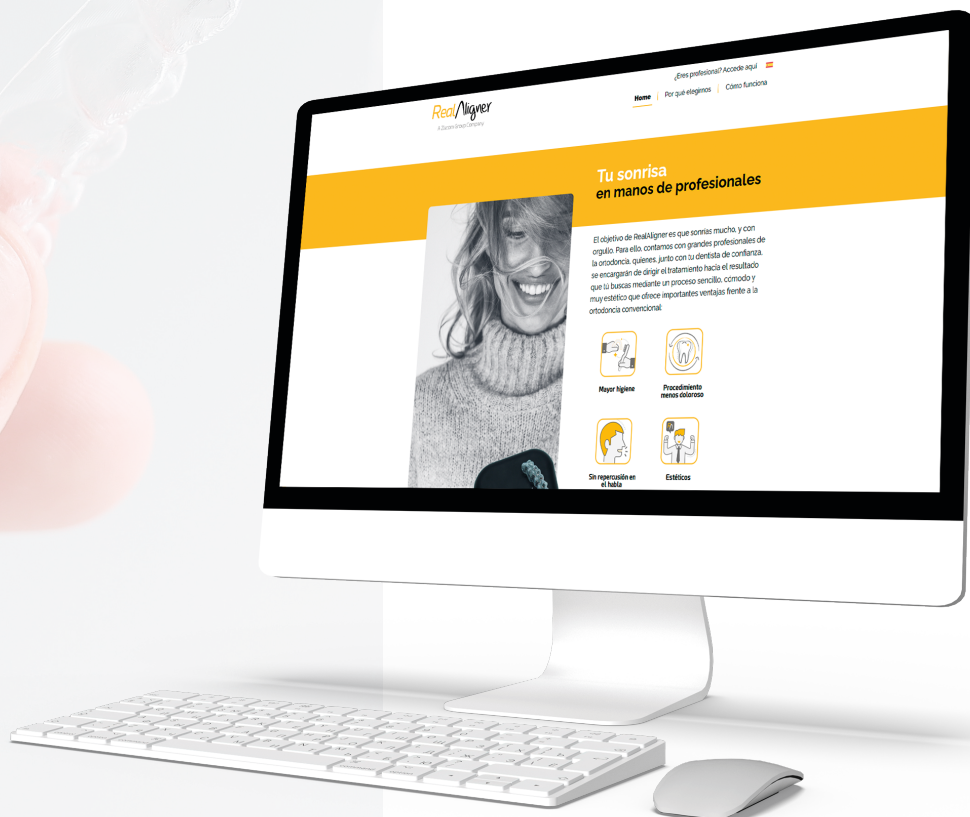 ¿Eres profesional? Accede aquí
RealAligner
Home | Por qué elegirnos | Cómo funciona
Tu sonrisa
en manos de profesionales
El objetivo de RealAligner es que sonrías mucho, y con
orgullo. Para ello, contamos con grandes profesionales de
la ortodoncia, quienes, junto con tu dentista de confianza,
se encargarán de dirigir el tratamiento hacia el resultado
que tú buscas mediante un proceso sencillo, cómodo y
muy estético que ofrece importantes ventajas frente a la
ortodoncia convencional:
Mayor higiene
Procedimiento
menos doloroso
Sin repercusión en
el habla
Estéticos